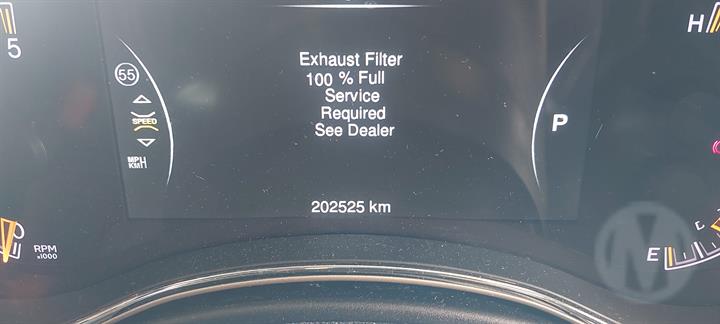 5
55
SPEED
MPH
KM/H
Exhaust Filter
100 % Full
Service
Required
See Dealer
202525 km
P
H
RPM
x1000
E
C
M